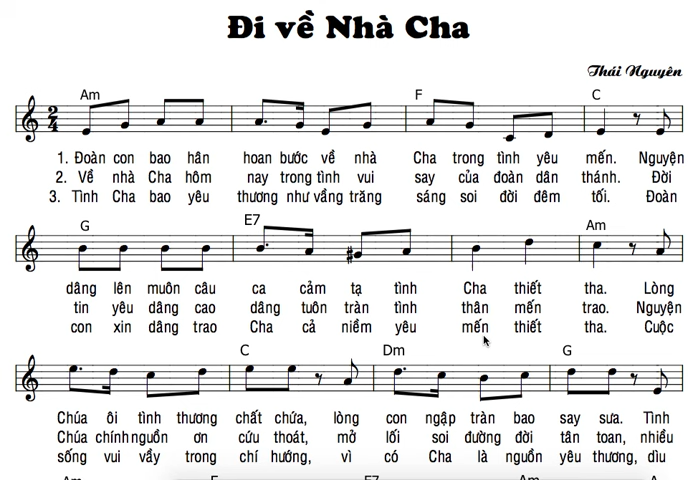 Đi về Nhà Cha
Thái Nguyên
Am F C
2
4
1. Đoàn con bao hân hoan bước về nhà Cha trong tình yêu mến. Nguyện
2. Về nhà Cha hôm nay trong tình vui say của đoàn dân thánh. Đời
3. Tình Cha bao yêu thương như vầng trăng sáng soi đời đêm tối. Đoàn
G E7 Am
dâng lên muôn câu ca cảm tạ tình Cha thiết tha. Lòng
tin yêu dâng cao dâng tuôn tràn tình thân mến trao. Nguyện
con xin dâng trao Cha cả niềm yêu mến thiết tha. Cuộc
C Dm G
Chúa ôi tình thương chất chứa, lòng con ngập tràn bao say sưa. Tình
Chúa chính nguồn ơn cứu thoát, mở lối soi đường đời tân toan, nhiều
sống vui vầy trong chí hướng, vì có Cha là nguồn yêu thương, dìu
Am F E7 Am A